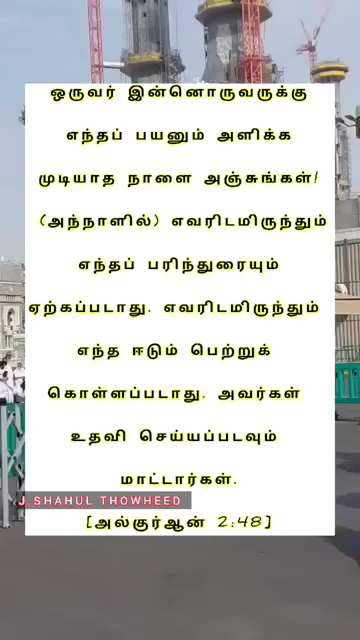 ஒருவர் இன்னொருவருக்கு
எந்தப் பயனும் அளிக்க
முடியாத நாளை அஞ்சுங்கள்!
(அந்நாளில்) எவரிடமிருந்தும்
எந்தப் பரிந்துரையும்
ஏற்கப்படாது. எவரிடமிருந்தும்
எந்த ஈடும் பெற்றுக்
கொள்ளப்படாது. அவர்கள்
உதவி செய்யப்படவும்
மாட்டார்கள்.
J.SHAHUL THOWHEED
[அல்குர்ஆன் 2:48]